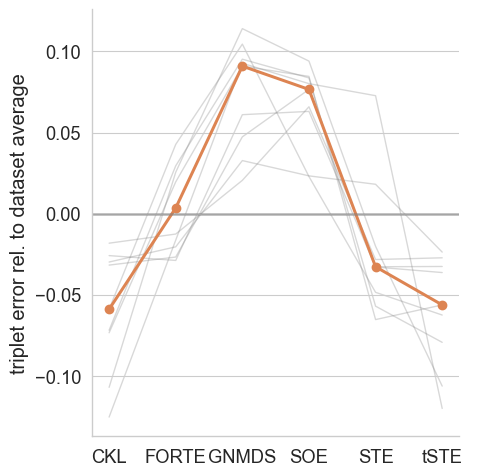 triplet error rel. to dataset average
0.10
0.05
0.00
−0.05
−0.10
CKL FORTE GNMDS SOE STE tSTE